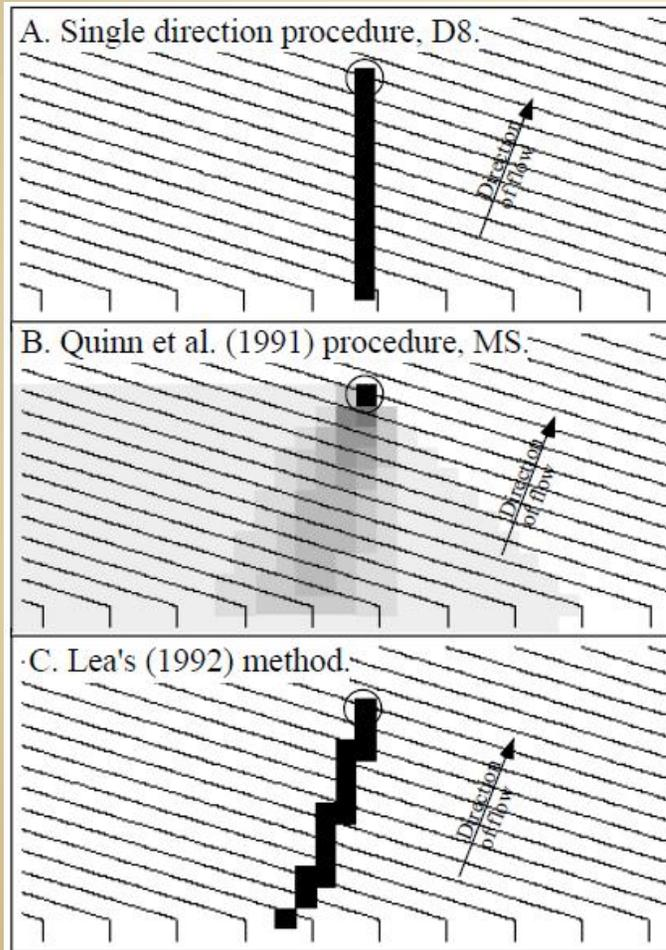 A. Single direction procedure, D8.
Direction
of flow
B. Quinn et al. (1991) procedure, MS.
Direction
of flow
C. Lea's (1992) method.
Direction
of flow